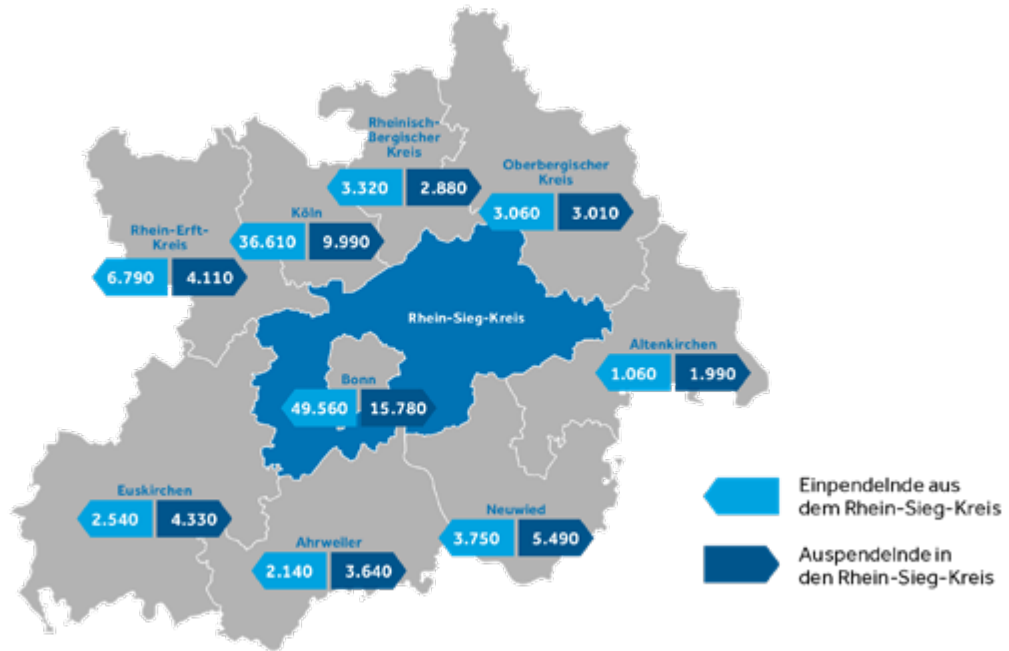 Rheinisch-
Bergischer
Kreis
3.320 2.880
Oberbergischer
Kreis
3.060 3.010
Köln
36.610 9.990
Rhein-Erft-
Kreis
6.790 4.110
Rhein-Sieg-Kreis
Altenkirchen
1.060 1.990
Bonn
49.560 15.780
Euskirchen
2.540 4.330
Neuwied
3.750 5.490
Ahrweiler
2.140 3.640
Einpendelnde aus
dem Rhein-Sieg-Kreis
Auspendelnde in
den Rhein-Sieg-Kreis